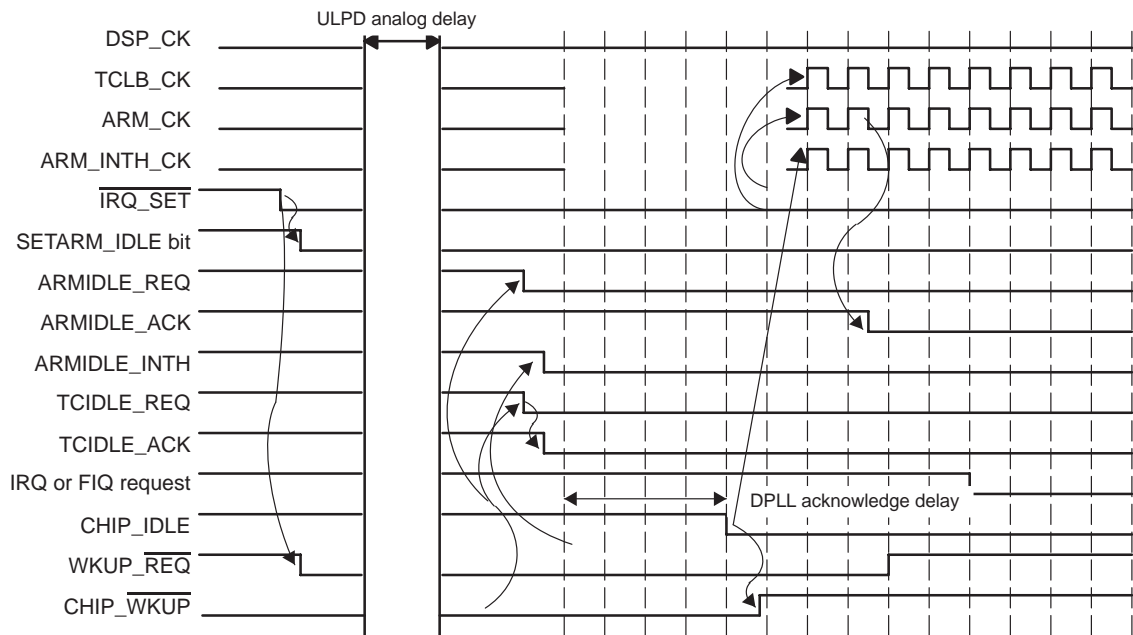 ULPD analog delay
DSP_CK
TCLB_CK
ARM_CK
ARM_INTH_CK
IRQ_SET
SETARM_IDLE bit
ARMIDLE_REQ
ARMIDLE_ACK
ARMIDLE_INTH
TCIDLE_REQ
TCIDLE_ACK
IRQ or FIQ request
DPLL acknowledge delay
CHIP_IDLE
WKUP_REQ
CHIP_WKUP